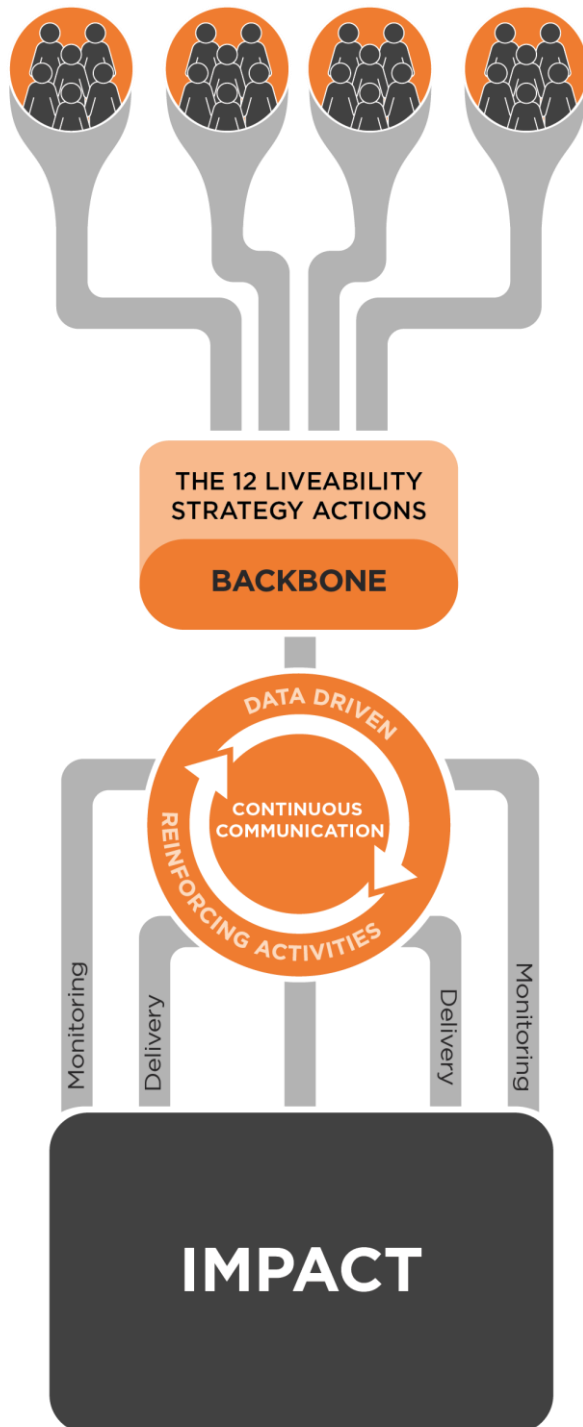 THE 12 LIVEABILITY
STRATEGY ACTIONS
BACKBONE
DATA DRIVEN
CONTINUOUS
COMMUNICATION
REINFORCING ACTIVITIES
Monitoring
Delivery
Delivery
Monitoring
IMPACT